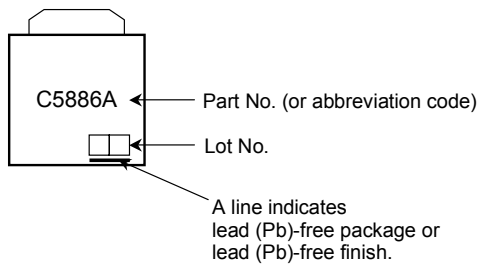 C5886A
Part No. (or abbreviation code)
Lot No.
A line indicates
lead (Pb)-free package or
lead (Pb)-free finish.